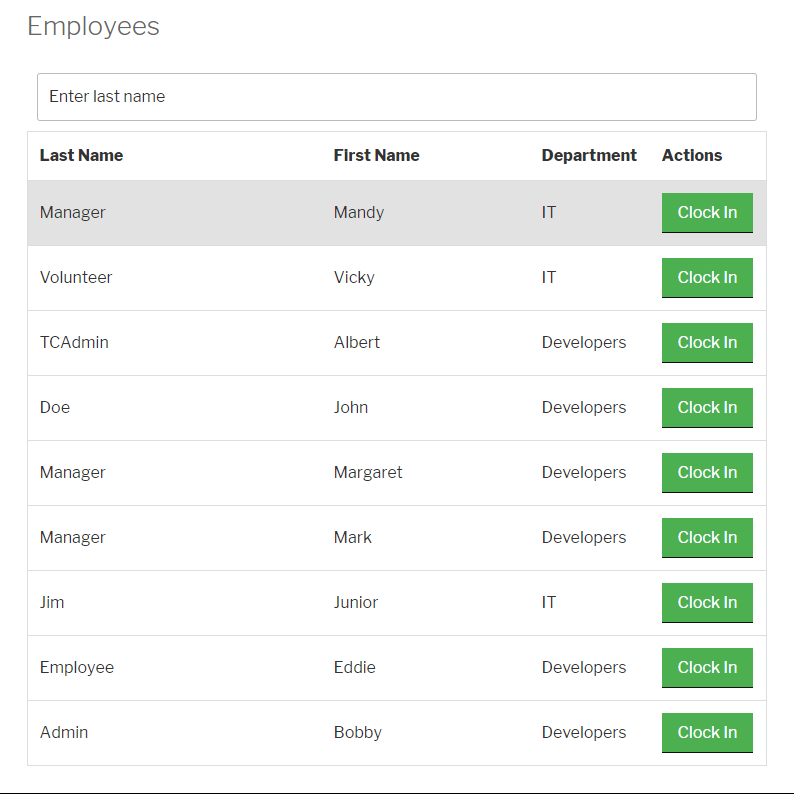 Employees
Enter last name
Last Name First Name Department Actions
Manager Mandy IT Clock In
Volunteer Vicky IT Clock In
TCAdmin Albert Developers Clock In
Doe John Developers Clock In
Manager Margaret Developers Clock In
Manager Mark Developers Clock In
Jim Junior IT Clock In
Employee Eddie Developers Clock In
Admin Bobby Developers Clock In